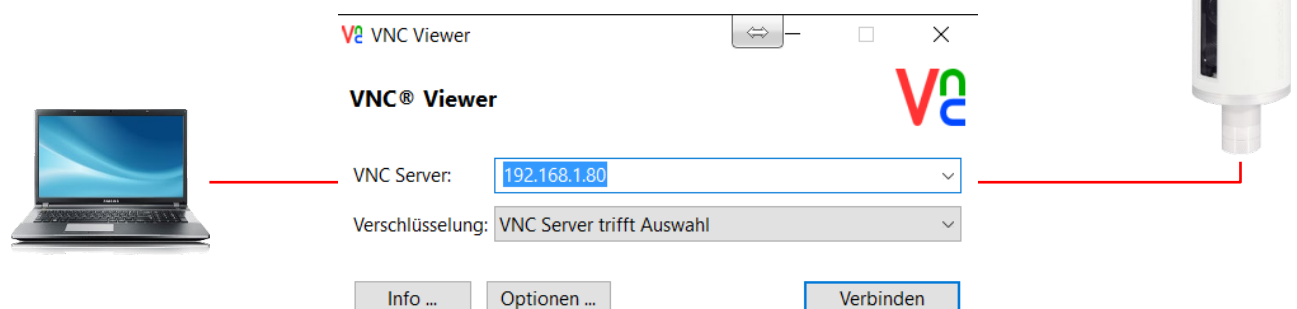 VNC Viewer
VNC® Viewer
VNC Server: 192.168.1.80
Verschlüsselung: VNC Server trifft Auswahl
Info ...
Optionen ...
Verbinden